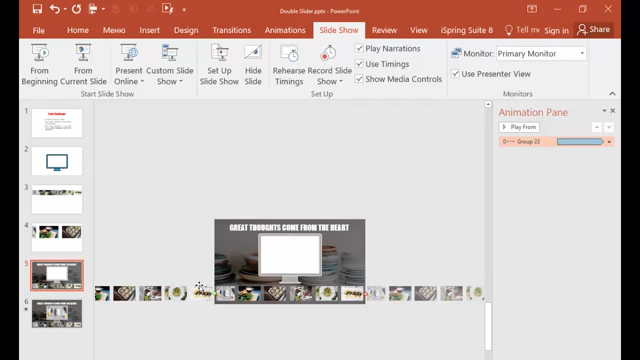 Double Slider.pptx - PowerPoint
File Home Меню Insert Design Transitions Animations Slide Show Review View iSpring Suite 8 Tell me Sign in Share
From Beginning
From Current Slide
Present Online
Custom Slide Show
Set Up Slide Show
Hide Slide
Rehearse Timings
Record Slide Show
Play Narrations
Use Timings
Show Media Controls
Monitor: Primary Monitor
Use Presenter View
Start Slide Show
Set Up
Monitors
Animation Pane
Play From
0 Group 23
1
2
3
4
5
6
GREAT THOUGHTS COME FROM THE HEART